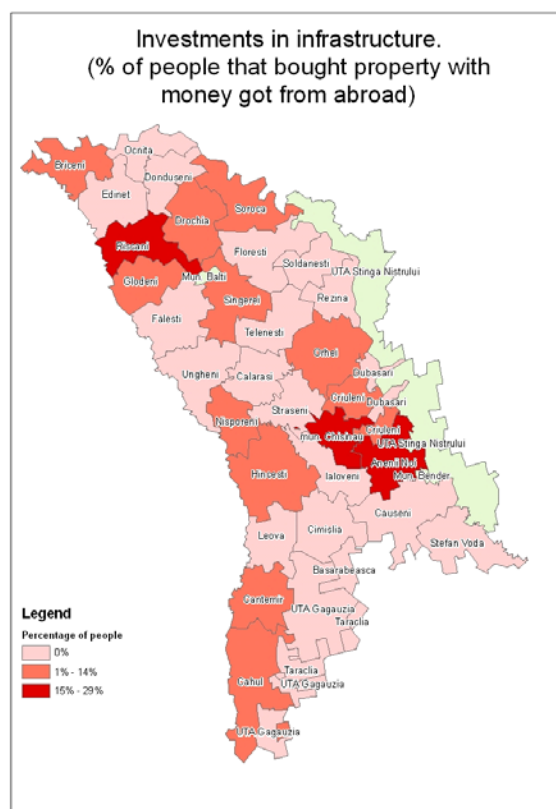 Investments in infrastructure.
(% of people that bought property with
money got from abroad)
Ocnita
Briceni
Donduseni
Edinet
Soroca
Drochia
Riscani
Floresti
Soldanesti
UTA Stinga Nistrului
Mun. Balti
Glodeni
Rezina
Singerei
Falesti
Telenesti
Orhei
Dubasari
Ungheni
Calarasi
Criuleni
Dubasari
Straseni
Nisporeni
Criuleni
mun. Chisinau
UTA Stinga Nistrului
Anenii Noi
Mun. Bender
Hincesti
Ialoveni
Causeni
Cimislia
Leova
Stefan Voda
Basarabeasca
Cantemir
UTA Gagauzia
Taraclia
Taraclia
Cahul
UTA Gagauzia
UTA Gagauzia
Legend
Percentage of people
0%
1% - 14%
15% - 29%